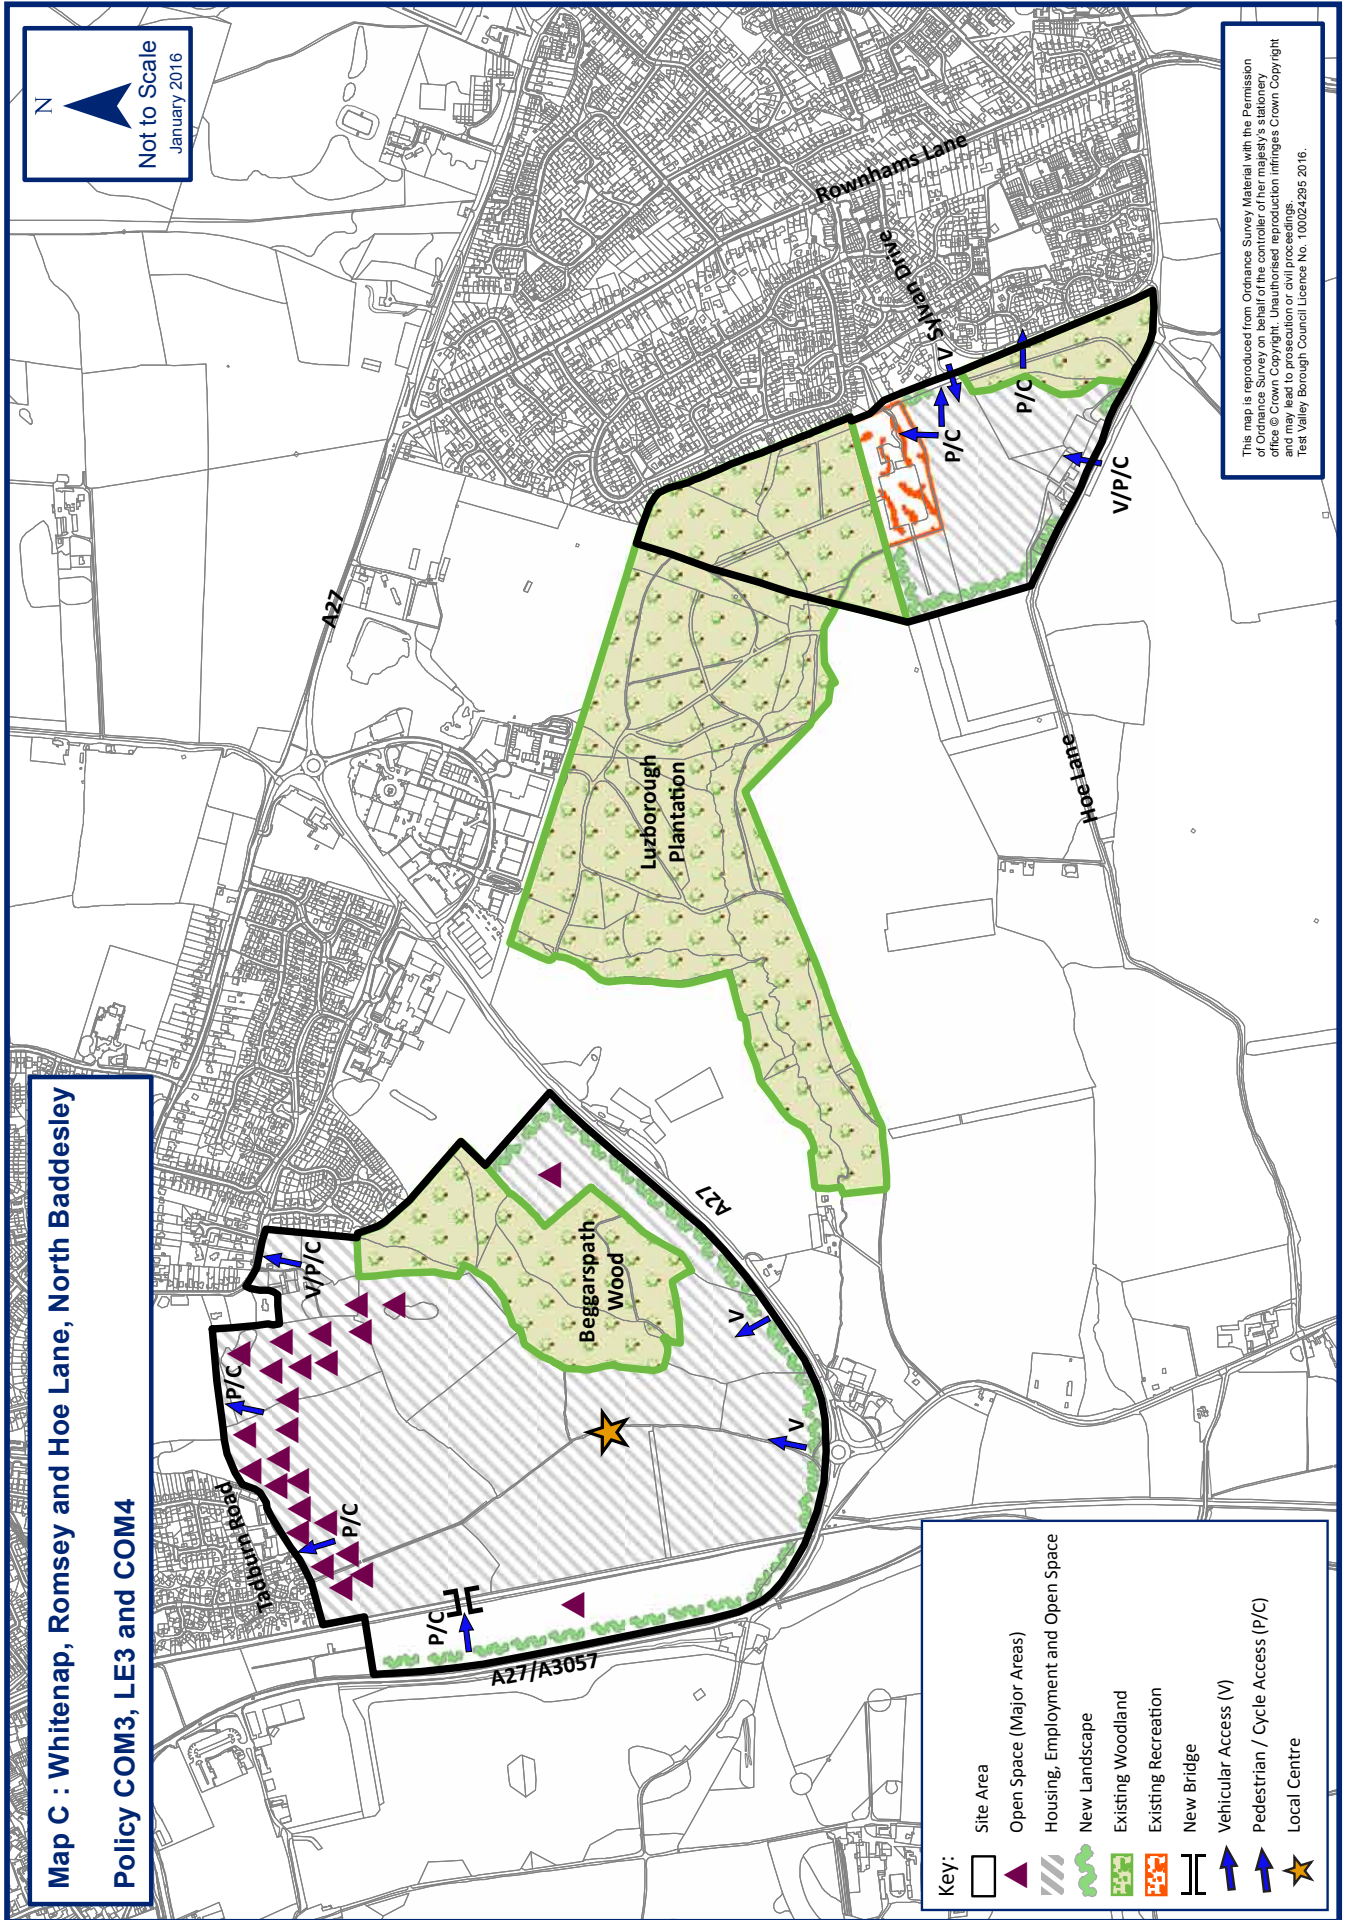 Map C : Whitenap, Romsey and Hoe Lane, North Baddesley
Policy COM3, LE3 and COM4
N
Not to Scale
January 2016
A27
Rownhams Lane
Sylvan Drive
Tadburn Road
P/C
V/P/C
P/C
P/C
Beggarspath
Wood
A27
V
V
A27/A3057
Luzborough
Plantation
V
P/C
P/C
V/P/C
Hoe Lane
Key:
Site Area
Open Space (Major Areas)
Housing, Employment and Open Space
New Landscape
Existing Woodland
Existing Recreation
New Bridge
Vehicular Access (V)
Pedestrian / Cycle Access (P/C)
Local Centre
This map is reproduced from Ordnance Survey Material with the Permission
of Ordnance Survey on behalf of the controller of her majesty's stationery
office © Crown Copyright. Unauthorised reproduction infringes Crown Copyright
and may lead to prosecution or civil proceedings.
Test Valley Borough Council Licence No. 100024295 2016.